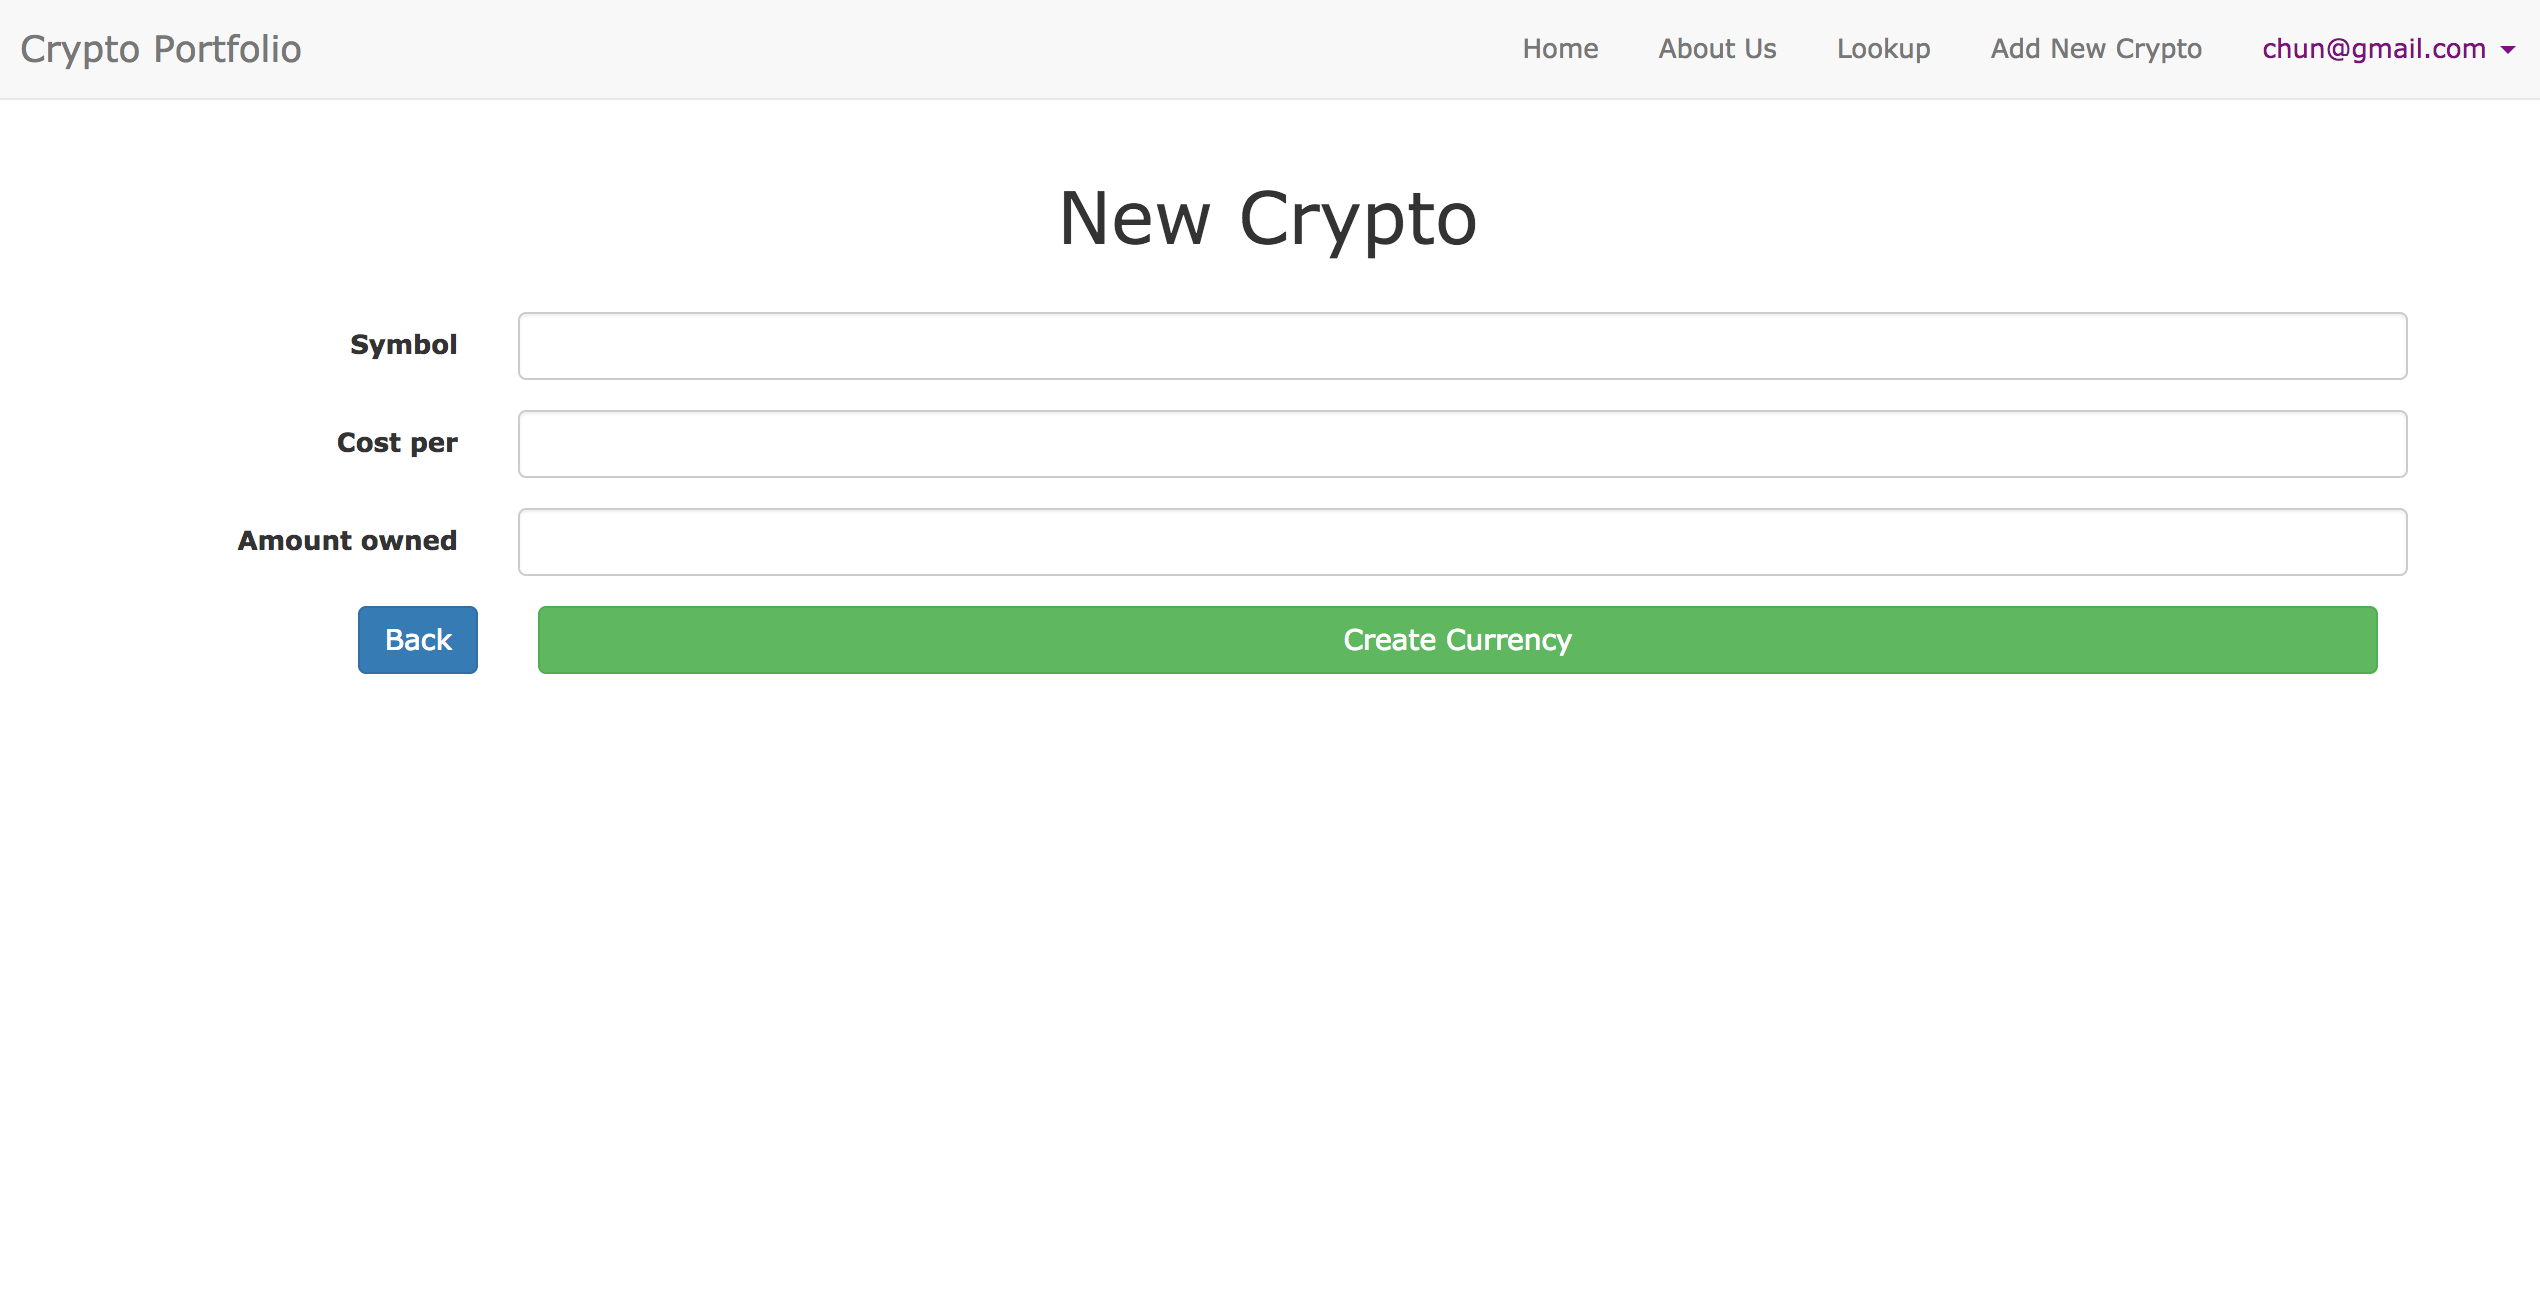 Crypto Portfolio Home About Us Lookup Add New Crypto chun@gmail.com
New Crypto
Symbol
Cost per
Amount owned
Back Create Currency